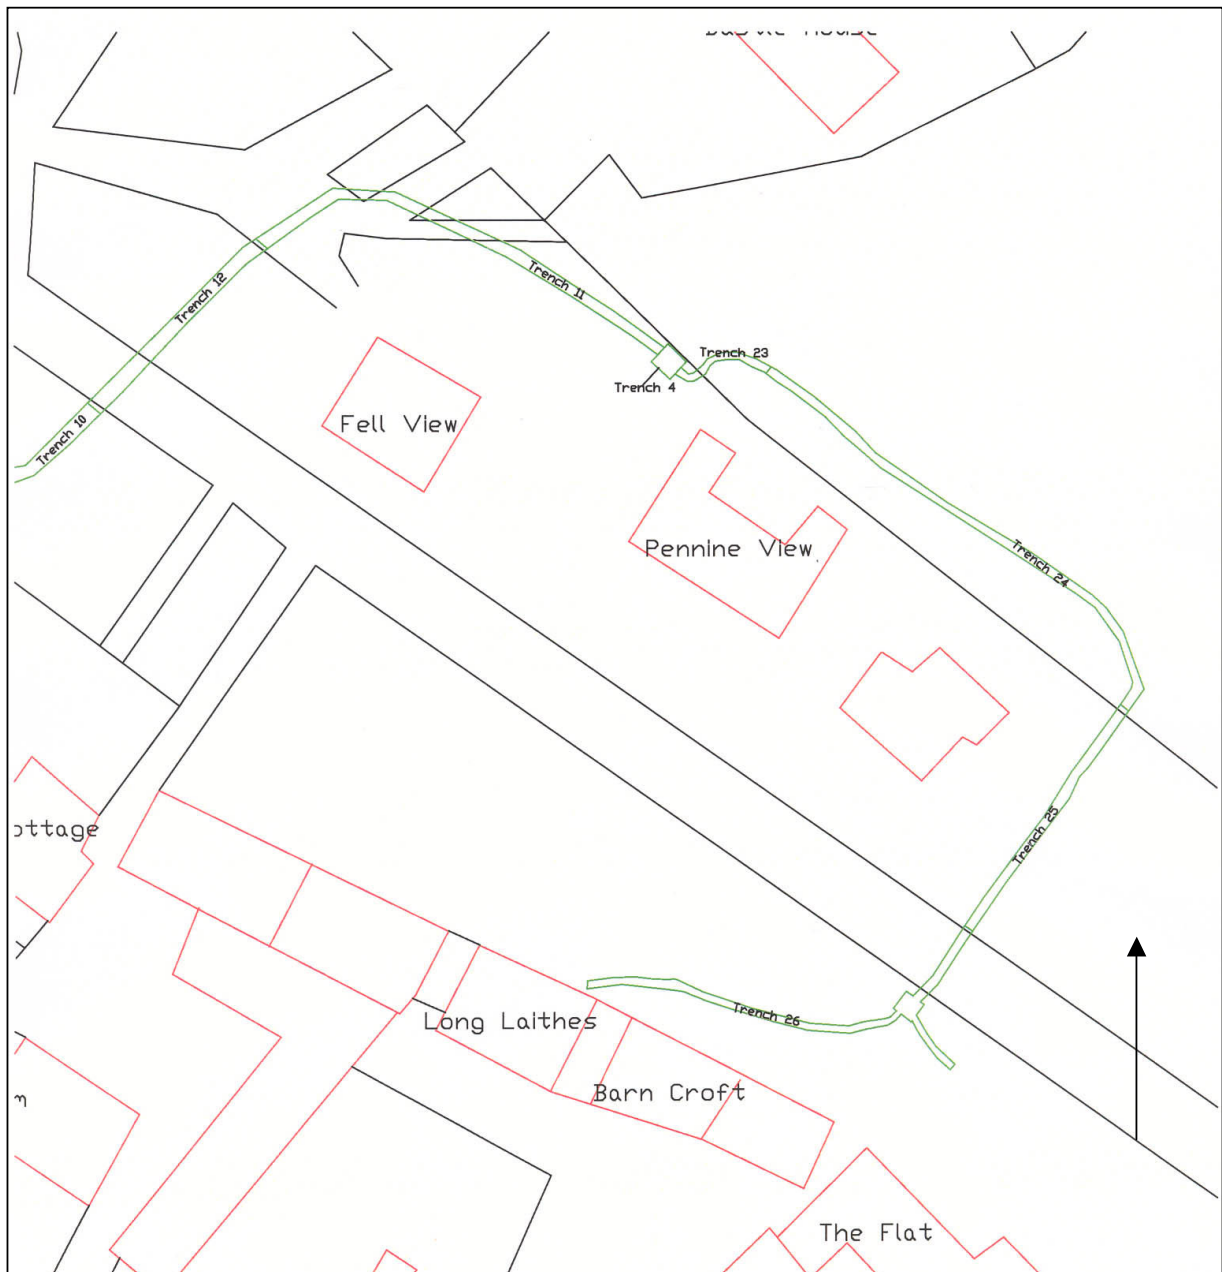 Trench 12
Trench 11
Trench 23
Trench 4
Trench 10
Fell View
Pennine View
Trench 24
Trench 25
ottage
Trench 26
Long Laithes
Barn Croft
The Flat